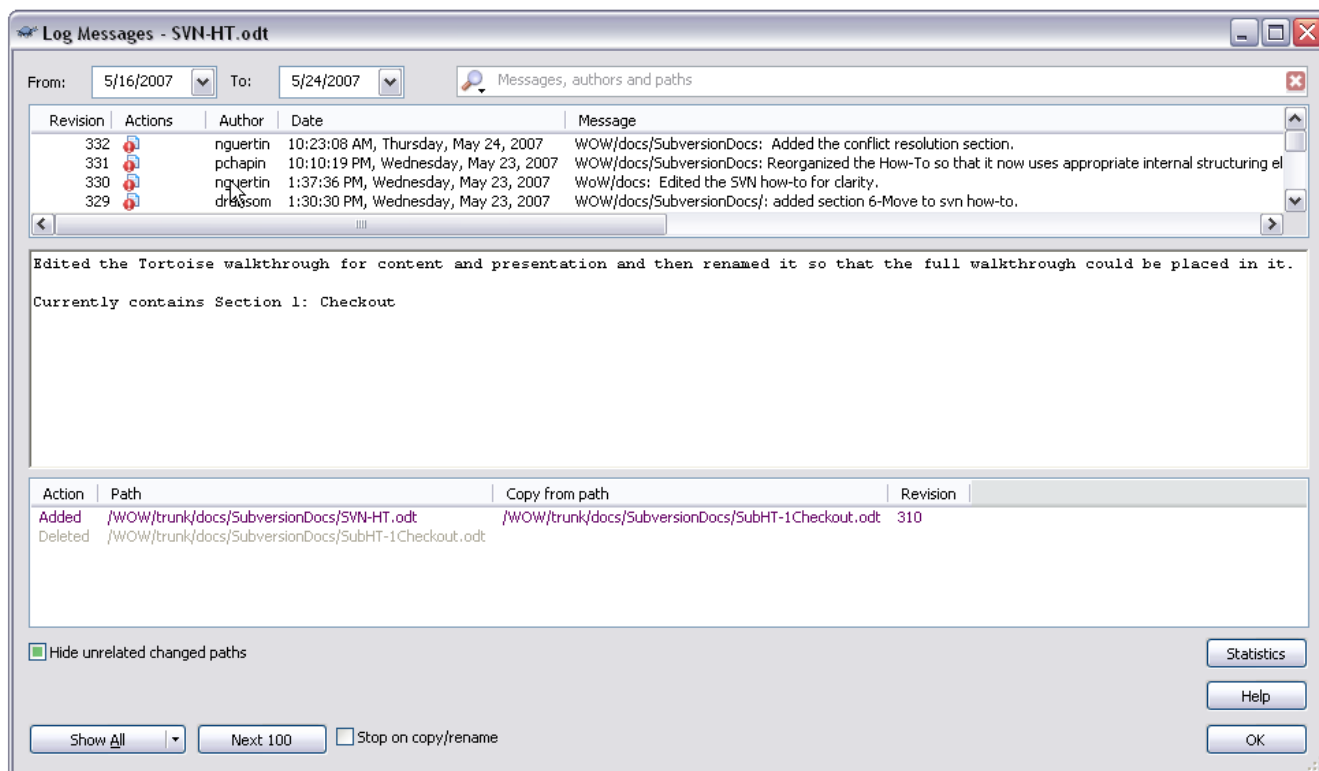 Log Messages - SVN-HT.odt
From: 5/16/2007 To: 5/24/2007 Messages, authors and paths
Revision Actions Author Date Message
332 nguertin 10:23:08 AM, Thursday, May 24, 2007 WOW/docs/SubversionDocs: Added the conflict resolution section.
331 pchapin 10:10:19 PM, Wednesday, May 23, 2007 WOW/docs/SubversionDocs: Reorganized the How-To so that it now uses appropriate internal structuring el
330 nguertin 1:37:36 PM, Wednesday, May 23, 2007 WoW/docs: Edited the SVN how-to for clarity.
329 1:30:30 PM, Wednesday, May 23, 2007 WOW/docs/SubversionDocs/: added section 6-Move to svn how-to.
Edited the Tortoise walkthrough for content and presentation and then renamed it so that the full walkthrough could be placed in it.
Currently contains Section 1: Checkout
Action Path Copy from path Revision
Added /WOW/trunk/docs/SubversionDocs/SVN-HT.odt /WOW/trunk/docs/SubversionDocs/SubHT-1Checkout.odt 310
Deleted /WOW/trunk/docs/SubversionDocs/SubHT-1Checkout.odt
Hide unrelated changed paths
Statistics
Help
Show All Next 100 Stop on copy/rename OK